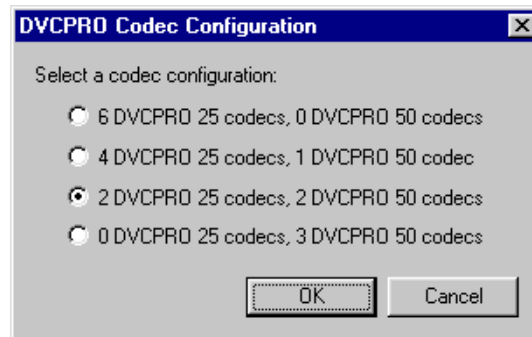 DVCPRO Codec Configuration
Select a codec configuration:
6 DVCPRO 25 codecs, 0 DVCPRO 50 codecs
4 DVCPRO 25 codecs, 1 DVCPRO 50 codec
2 DVCPRO 25 codecs, 2 DVCPRO 50 codecs
0 DVCPRO 25 codecs, 3 DVCPRO 50 codecs
OK Cancel